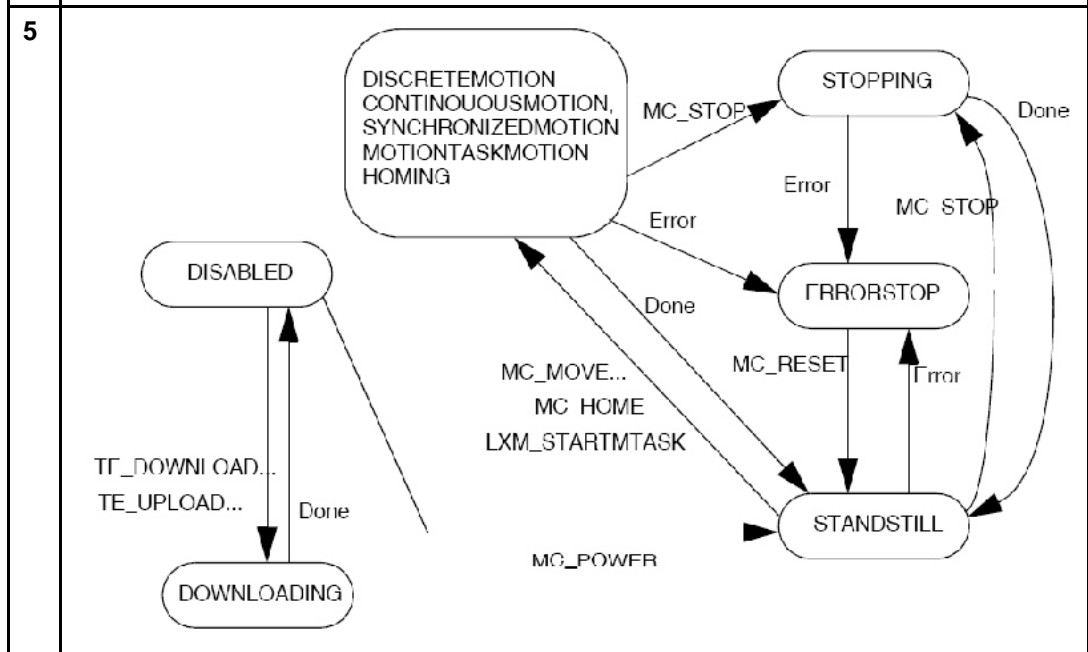 5
DISCRETEMOTION
CONTINOUOUSMOTION,
SYNCHRONIZEDMOTION
MOTIONTASKMOTION
HOMING
STOPPING
MC_STOP
Done
Error
MC STOP
Error
DISABLED
ERRORSTOP
Done
MC_RESET
Error
MC_MOVE...
MC HOME
LXM_STARTMTASK
TE_DOWNLOAD...
TE_UPLOAD...
Done
STANDSTILL
MC_POWER
DOWNLOADING